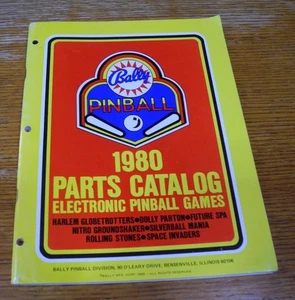 Bally
PINBALL
1980
PARTS CATALOG
ELECTRONIC PINBALL GAMES
HARLEM GLOBETROTTERS●DOLLY PARTON●FUTURE SPA
NITRO GROUNDSHAKER●SILVERBALL MANIA
ROLLING STONES●SPACE INVADERS
BALLY PINBALL DIVISION, 90 O'LEARY DRIVE, BENSENVILLE, ILLINOIS 60106